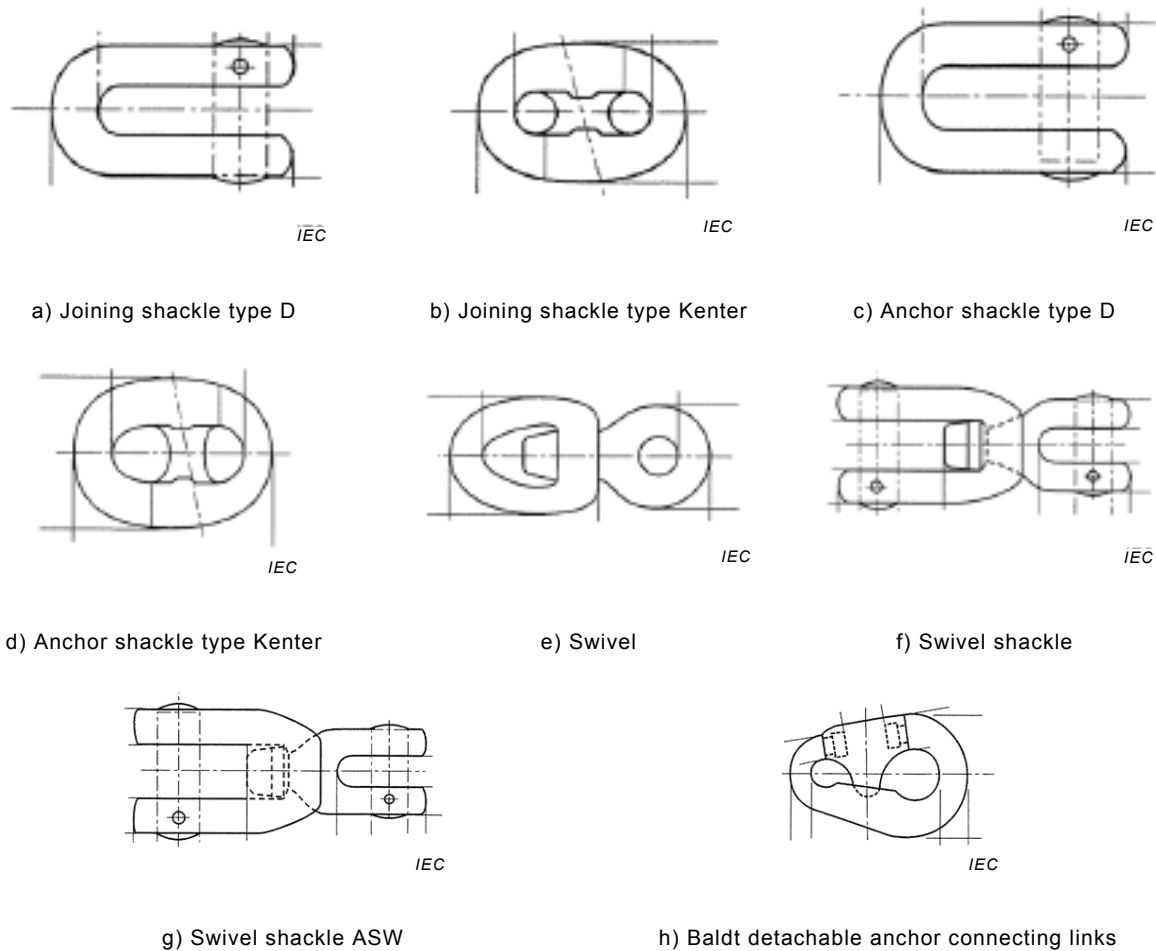 IEC
IEC
IEC
a) Joining shackle type D
b) Joining shackle type Kenter
c) Anchor shackle type D
IEC
IEC
IEC
d) Anchor shackle type Kenter
e) Swivel
f) Swivel shackle
IEC
IEC
g) Swivel shackle ASW
h) Baldt detachable anchor connecting links